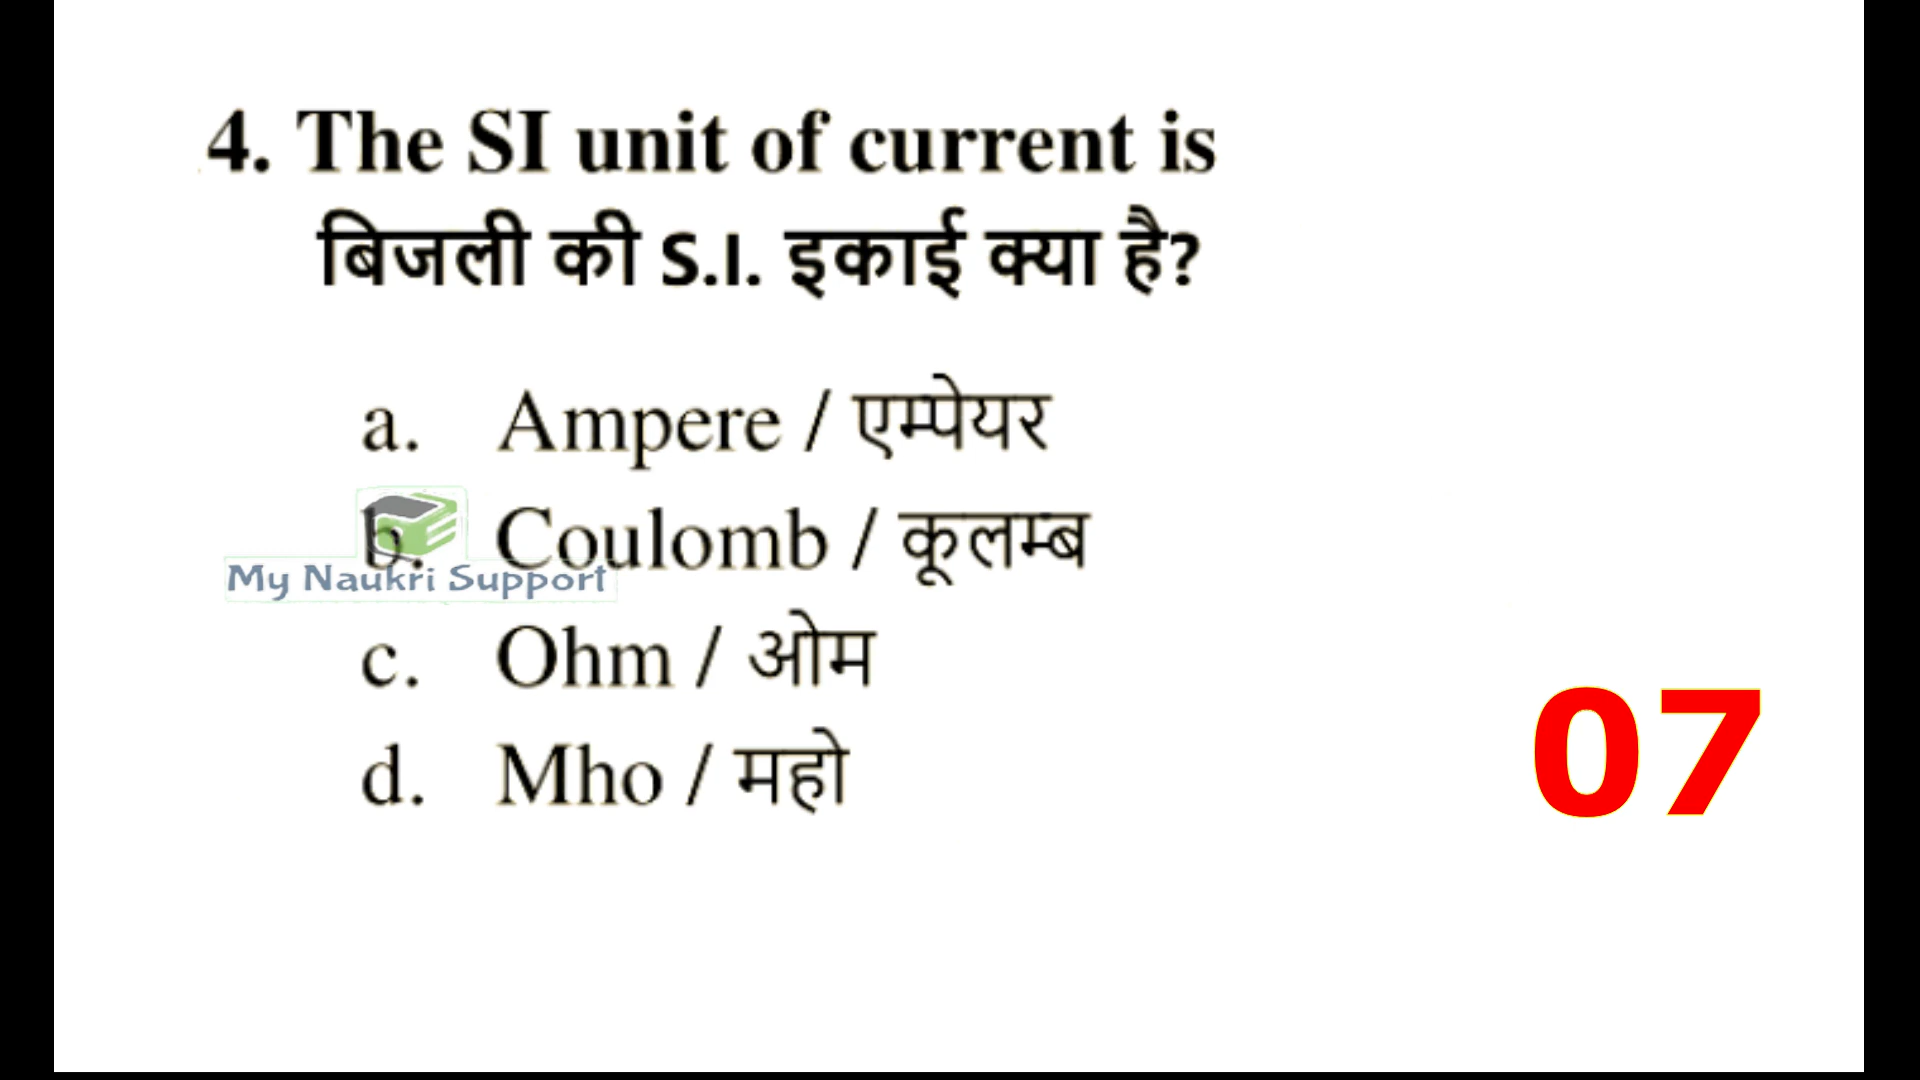 4. The SI unit of current is
बिजली की S.I. इकाई क्या है?
a. Ampere / एम्पेयर
b. Coulomb / कूलम्ब
My Naukri Support
c. Ohm / ओम
d. Mho / महो
07